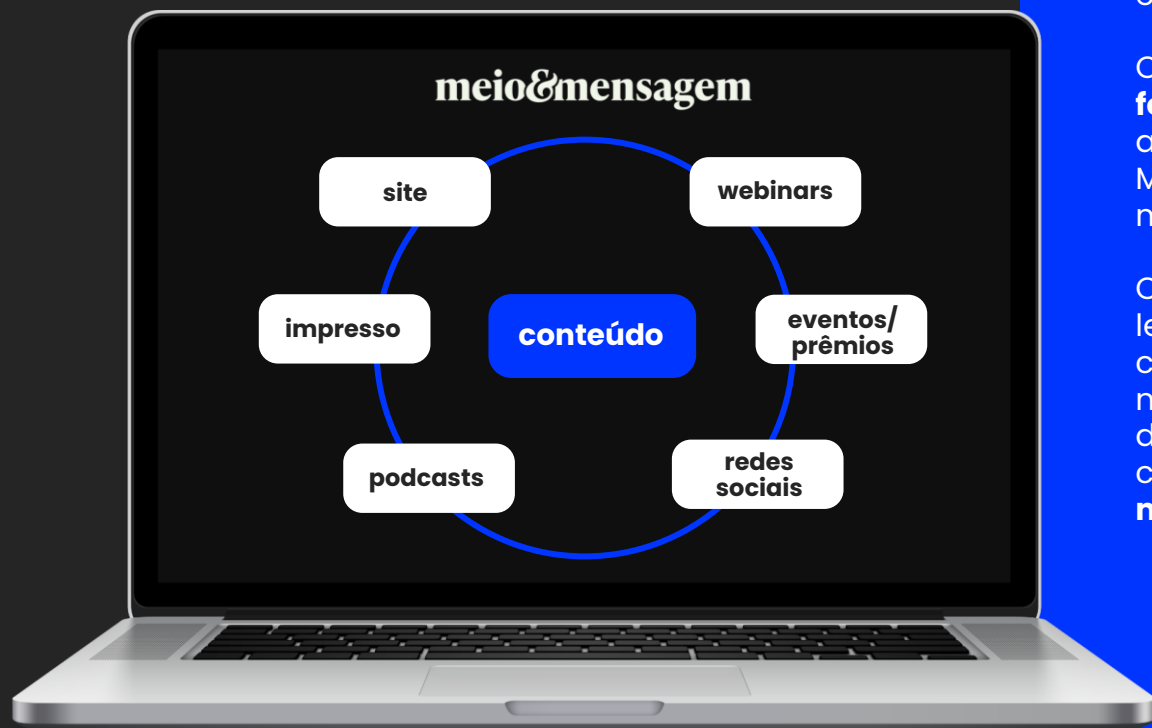 meio&mensagem
site
webinars
impresso
conteúdo
eventos/
prêmios
podcasts
redes
sociais